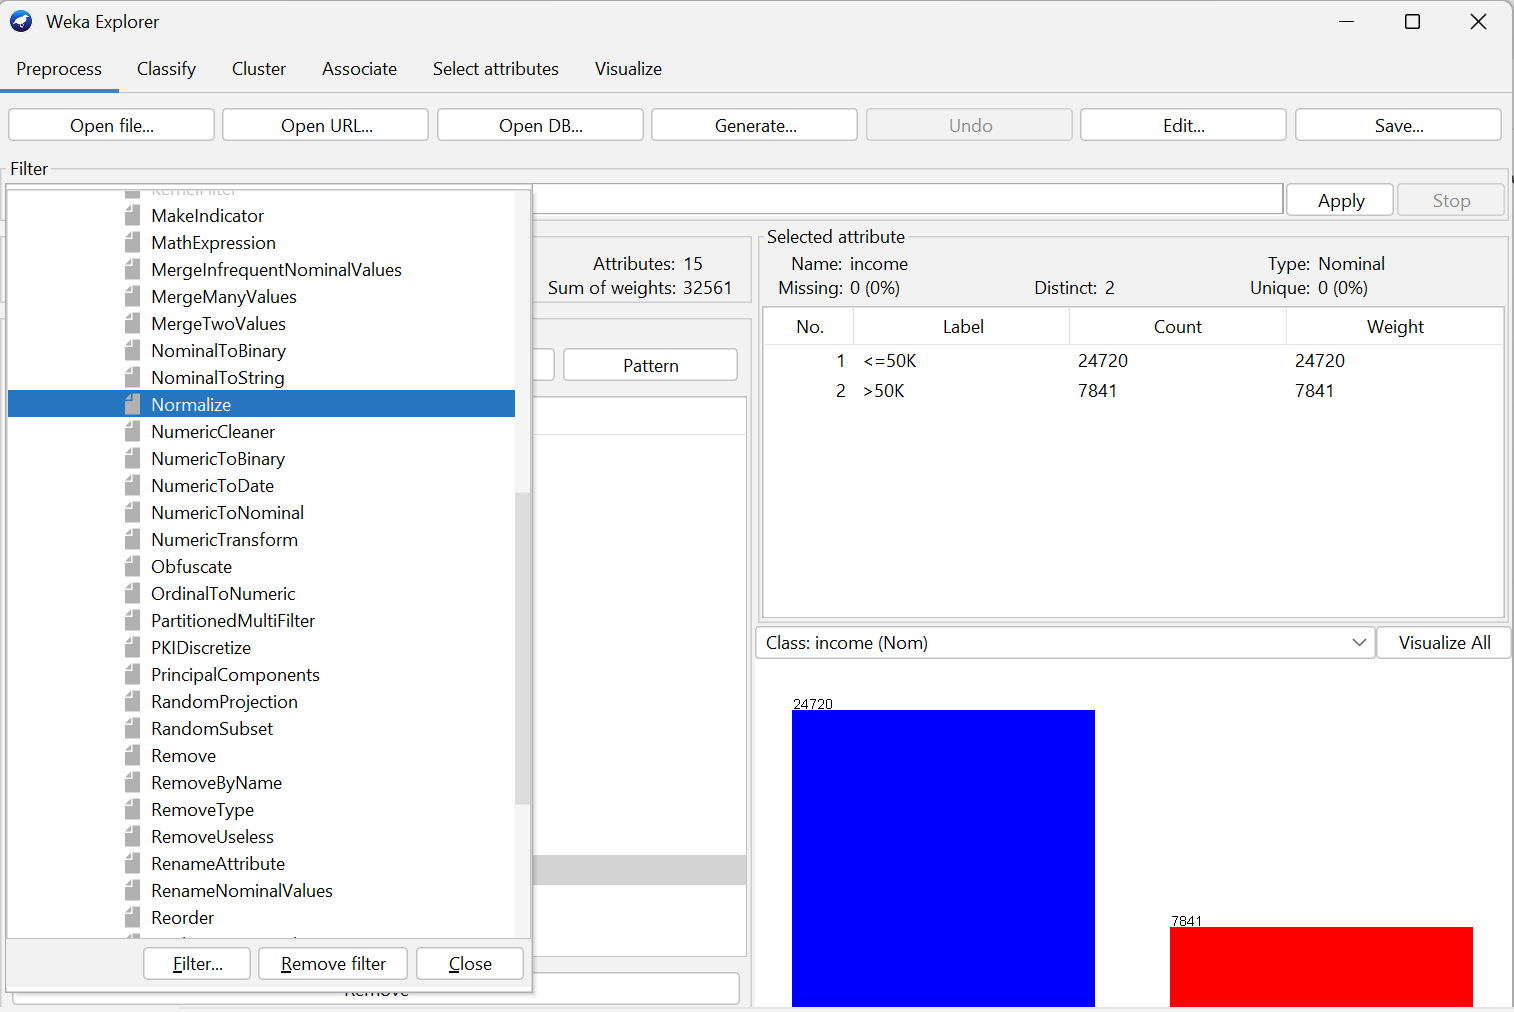 Weka Explorer
Preprocess Classify Cluster Associate Select attributes Visualize
Open file... Open URL... Open DB... Generate... Undo Edit... Save...
Filter
Apply Stop
KernelFilter
MakeIndicator
MathExpression
MergeInfrequentNominalValues
MergeManyValues
MergeTwoValues
NominalToBinary
NominalToString
Normalize
NumericCleaner
NumericToBinary
NumericToDate
NumericToNominal
NumericTransform
Obfuscate
OrdinalToNumeric
PartitionedMultiFilter
PKIDiscretize
PrincipalComponents
RandomProjection
RandomSubset
Remove
RemoveByName
RemoveType
RemoveUseless
RenameAttribute
RenameNominalValues
Reorder
Filter... Remove filter Close
Remove
Attributes: 15
Sum of weights: 32561
Pattern
Selected attribute
Name: income Type: Nominal
Missing: 0 (0%) Distinct: 2 Unique: 0 (0%)
No. Label Count Weight
1 <=50K 24720 24720
2 >50K 7841 7841
Class: income (Nom) Visualize All
24720
7841